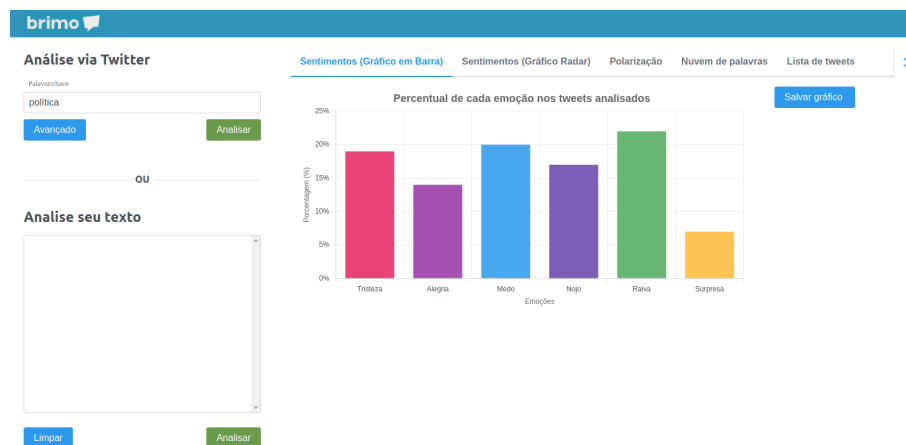 brimo
Análise via Twitter
Palavra-chave
política
Avançado
Analisar
OU
Analise seu texto
Limpar
Analisar
Sentimentos (Gráfico em Barra)
Sentimentos (Gráfico Radar)
Polarização
Nuvem de palavras
Lista de tweets
Salvar gráfico
Percentual de cada emoção nos tweets analisados
Porcentagem (%)
25%
20%
15%
10%
5%
0%
Tristeza
Alegria
Medo
Nojo
Raiva
Surpresa
Emoções